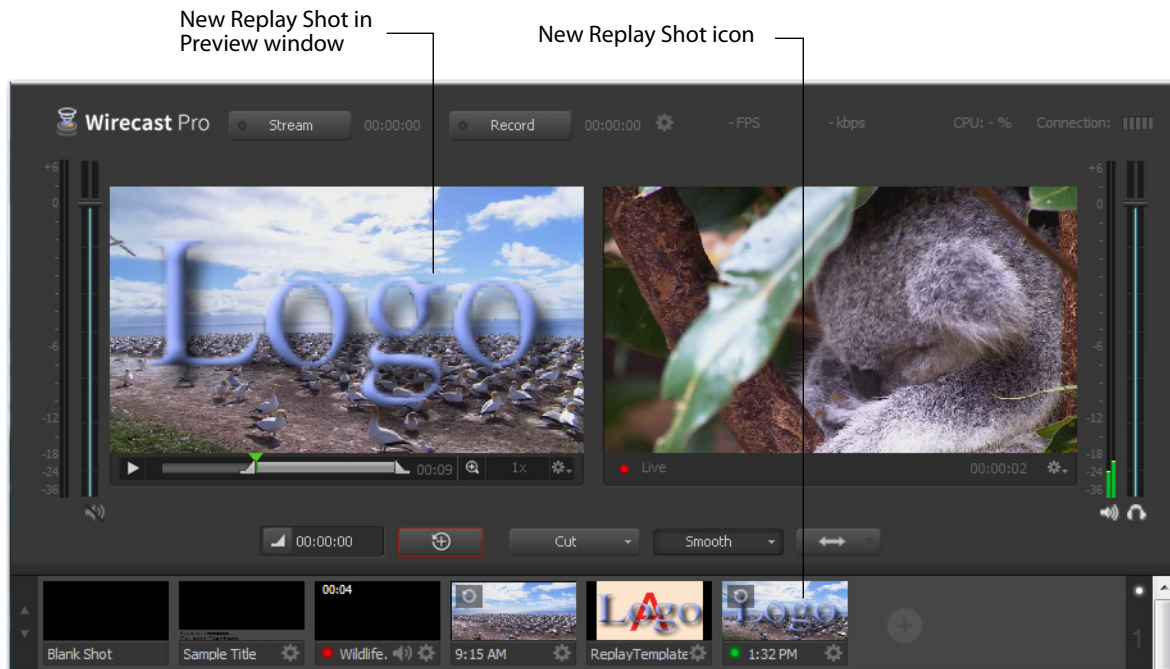 New Replay Shot in
Preview window
New Replay Shot icon
Wirecast Pro
Stream
00:00:00
Record
00:00:00
- FPS
- kbps
CPU: - %
Connection:
+6
0
-6
-12
-18
-24
-36
Logo
00:09
1x
Live
00:00:02
+6
0
-6
-12
-18
-24
-36
00:00:00
Cut
Smooth
00:04
Logo
A
Logo
Blank Shot
Sample Title
Wildlife.
9:15 AM
ReplayTemplate
1:32 PM
1